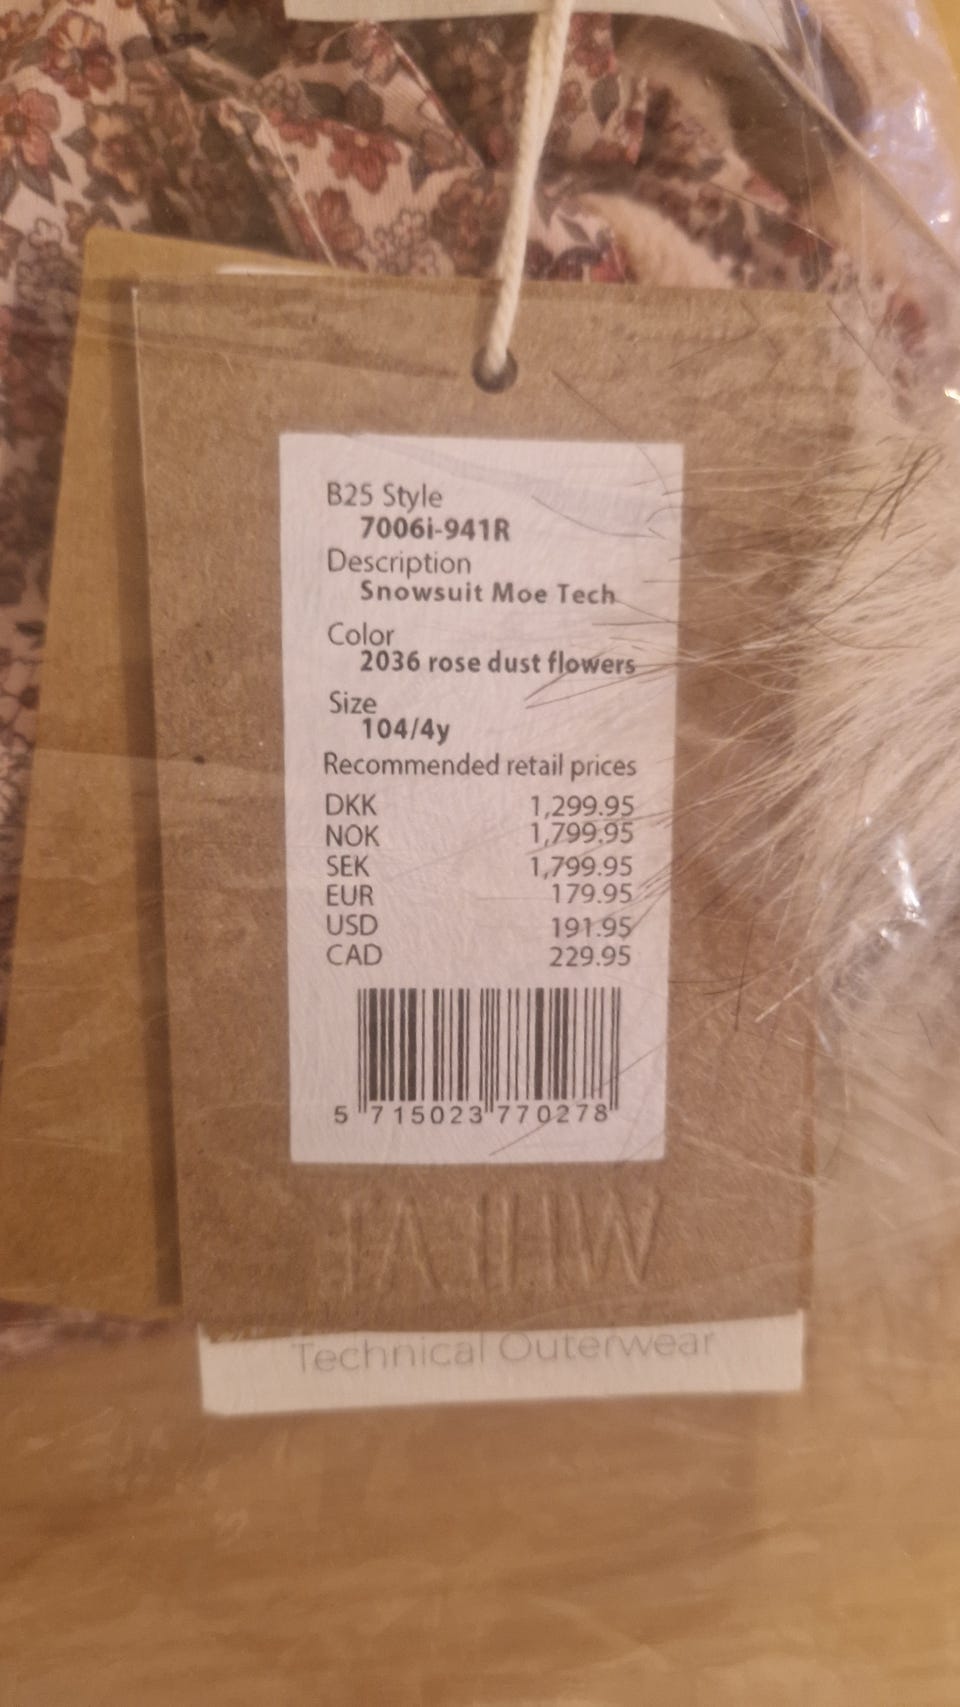 B25 Style
7006i-941R
Description
Snowsuit Moe Tech
Color
2036 rose dust flowers
Size
104/4y
Recommended retail prices
DKK 1,299.95
NOK 1,799.95
SEK 1,799.95
EUR 179.95
USD 191.95
CAD 229.95
5 715023 770278
Technical Outerwear